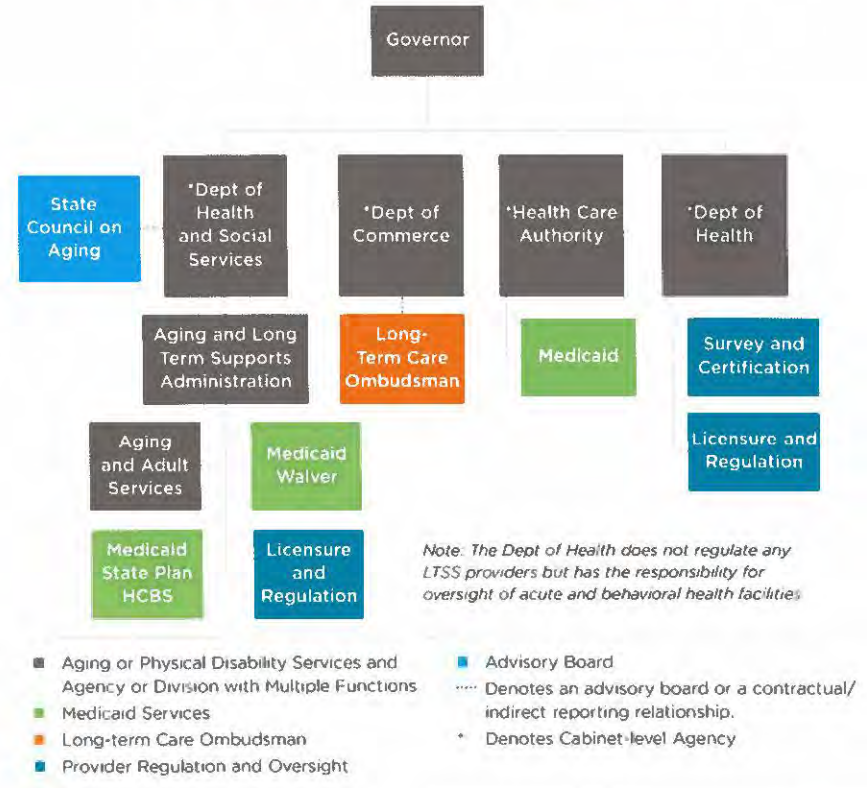 Governor
State
Council on
Aging
*Dept of
Health
and Social
Services
*Dept of
Commerce
*Health Care
Authority
*Dept of
Health
Aging and Long
Term Supports
Administration
Long-
Term Care
Ombudsman
Medicaid
Survey and
Certification
Licensure and
Regulation
Aging
and Adult
Services
Medicaid
Waiver
Medicaid
State Plan
HCBS
Licensure
and
Regulation
Note: The Dept of Health does not regulate any
LTSS providers but has the responsibility for
oversight of acute and behavioral health facilities
Aging or Physical Disability Services and
Agency or Division with Multiple Functions
Medicaid Services
Long-term Care Ombudsman
Provider Regulation and Oversight
Advisory Board
Denotes an advisory board or a contractual/
indirect reporting relationship.
* Denotes Cabinet-level Agency